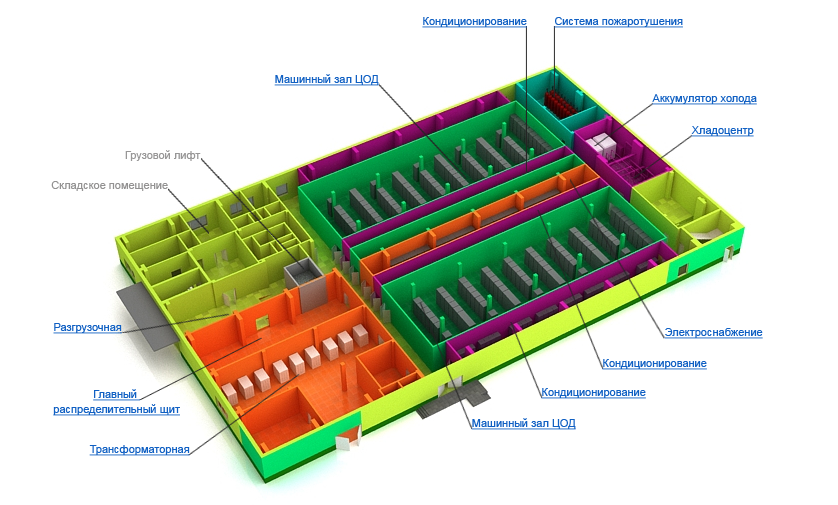 Кондиционирование
Система пожаротушения
Машинный зал ЦОД
Аккумулятор холода
Хладоцентр
Грузовой лифт
Складское помещение
Разгрузочная
Электроснабжение
Кондиционирование
Главный
распределительный щит
Кондиционирование
Машинный зал ЦОД
Трансформаторная